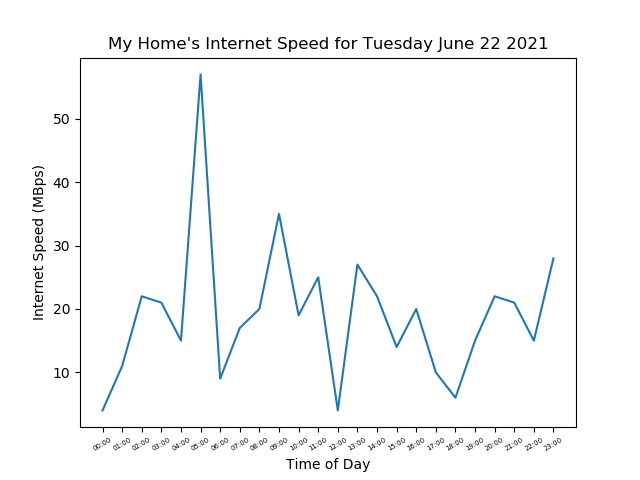 My Home's Internet Speed for Tuesday June 22 2021
50
40
30
20
10
Internet Speed (MBps)
00:00 01:00 02:00 03:00 04:00 05:00 06:00 07:00 08:00 09:00 10:00 11:00 12:00 13:00 14:00 15:00 16:00 17:00 18:00 19:00 20:00 21:00 22:00 23:00
Time of Day